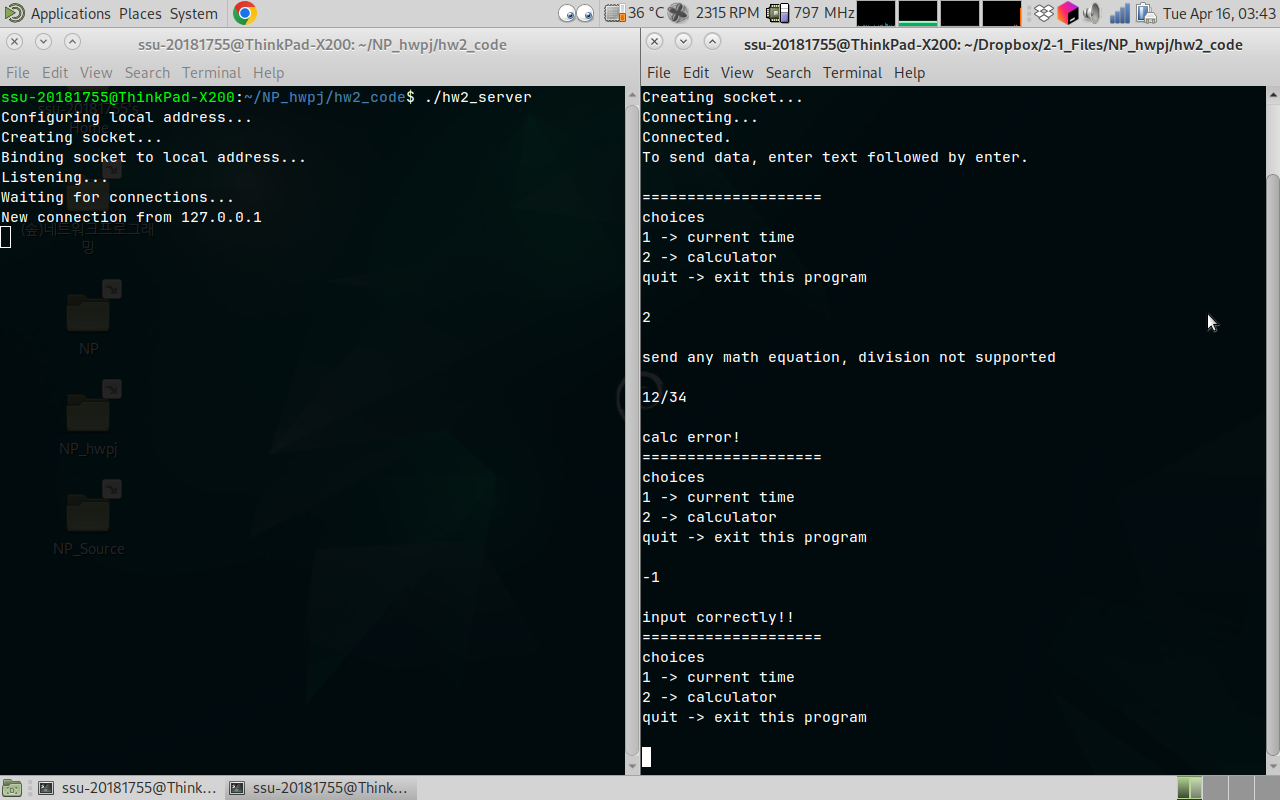 Applications Places System
36 °C 2315 RPM 797 MHz Tue Apr 16, 03:43
ssu-20181755@ThinkPad-X200: ~/NP_hwpj/hw2_code
File Edit View Search Terminal Help
ssu-20181755@ThinkPad-X200:~/NP_hwpj/hw2_code$ ./hw2_server
Configuring local address...
Creating socket...
Binding socket to local address...
Listening...
Waiting for connections...
New connection from 127.0.0.1
ssu-20181755's
Home
(숲)네트워크프로그래
밍
NP
NP_hwpj
NP_Source
ssu-20181755@ThinkPad-X200: ~/Dropbox/2-1_Files/NP_hwpj/hw2_code
File Edit View Search Terminal Help
Creating socket...
Connecting...
Connected.
To send data, enter text followed by enter.
====================
choices
1 -> current time
2 -> calculator
quit -> exit this program
2
send any math equation, division not supported
12/34
calc error!
====================
choices
1 -> current time
2 -> calculator
quit -> exit this program
-1
input correctly!!
====================
choices
1 -> current time
2 -> calculator
quit -> exit this program
ssu-20181755@Think...
ssu-20181755@Think...